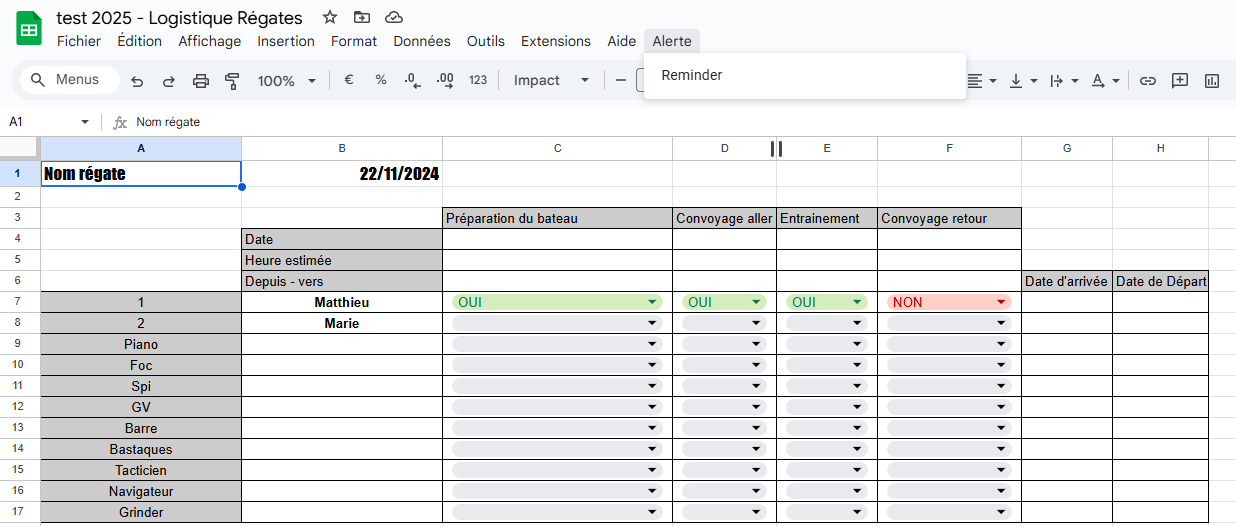 test 2025 - Logistique Régates
Fichier Édition Affichage Insertion Format Données Outils Extensions Aide Alerte
Reminder
Menus 100% € % .0 .00 123 Impact
A1 fx Nom régate
A B C D E F G H
1 Nom régate 22/11/2024
2
3 Préparation du bateau Convoyage aller Entrainement Convoyage retour
4 Date
5 Heure estimée
6 Depuis - vers Date d'arrivée Date de Départ
7 1 Matthieu OUI OUI OUI NON
8 2 Marie
9 Piano
10 Foc
11 Spi
12 GV
13 Barre
14 Bastaques
15 Tacticien
16 Navigateur
17 Grinder